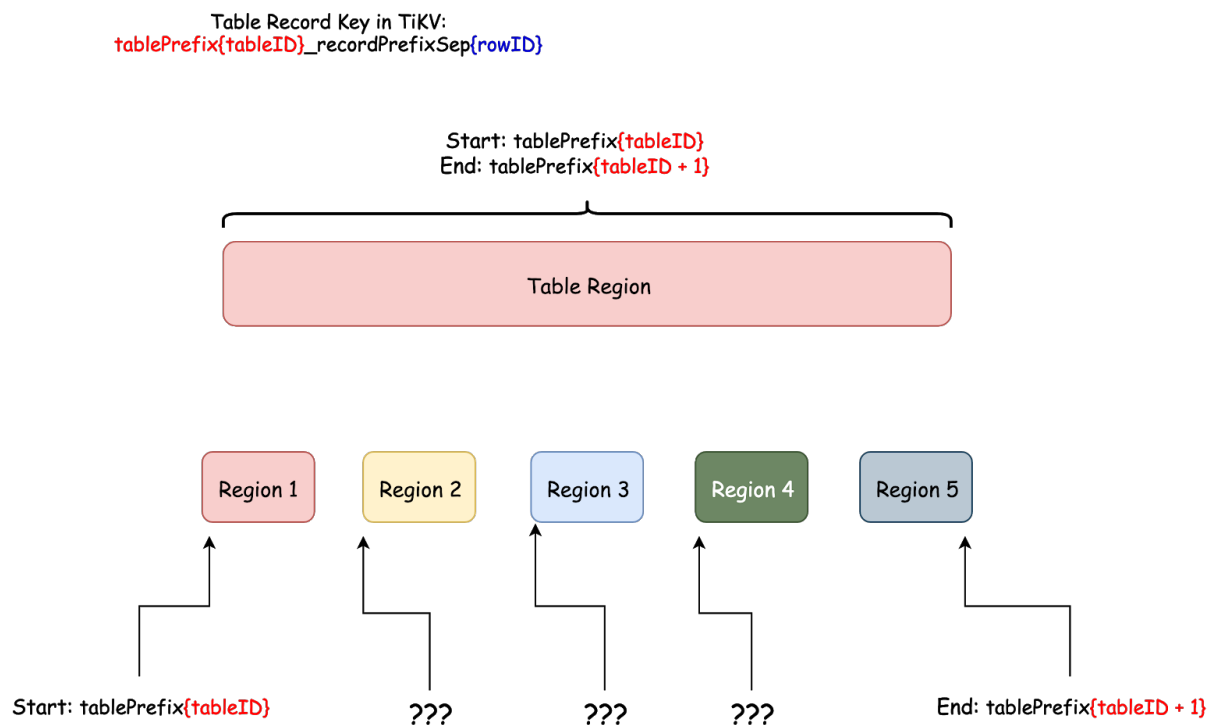 Table Record Key in TiKV:
tablePrefix{tableID}_recordPrefixSep{rowID}
Start: tablePrefix{tableID}
End: tablePrefix{tableID + 1}
Table Region
Region 1
Region 2
Region 3
Region 4
Region 5
Start: tablePrefix{tableID}
???
???
???
End: tablePrefix{tableID + 1}